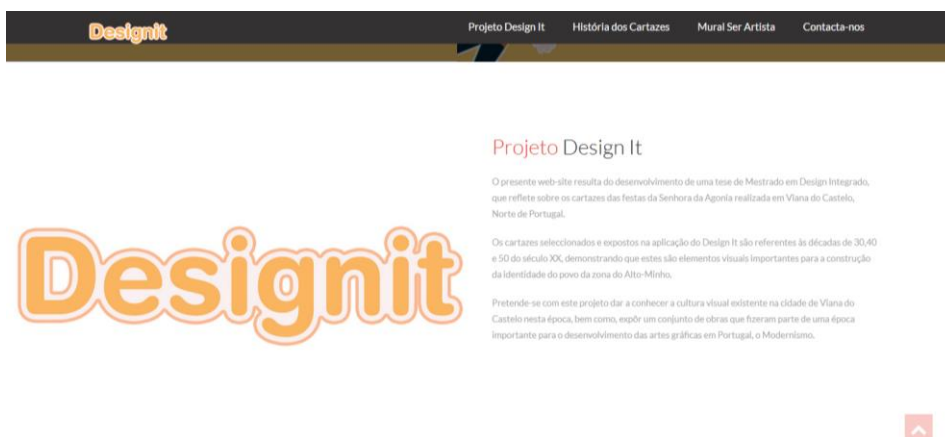 Designit
Projeto Design It
História dos Cartazes
Mural Ser Artista
Contacta-nos
Projeto Design It
O presente web-site resulta do desenvolvimento de uma tese de Mestrado em Design Integrado,
que reflete sobre os cartazes das festas da Senhora da Agonia realizada em Viana do Castelo,
Norte de Portugal.
Os cartazes seleccionados e expostos na aplicação do Design It são referentes às décadas de 30,40
e 50 do século XX, demonstrando que estes são elementos visuais importantes para a construção
da identidade do povo da zona do Alto-Minho.
Pretende-se com este projeto dar a conhecer a cultura visual existente na cidade de Viana do
Castelo nesta época, bem como, expôr um conjunto de obras que fizeram parte de uma época
importante para o desenvolvimento das artes gráficas em Portugal, o Modernismo.
Designit